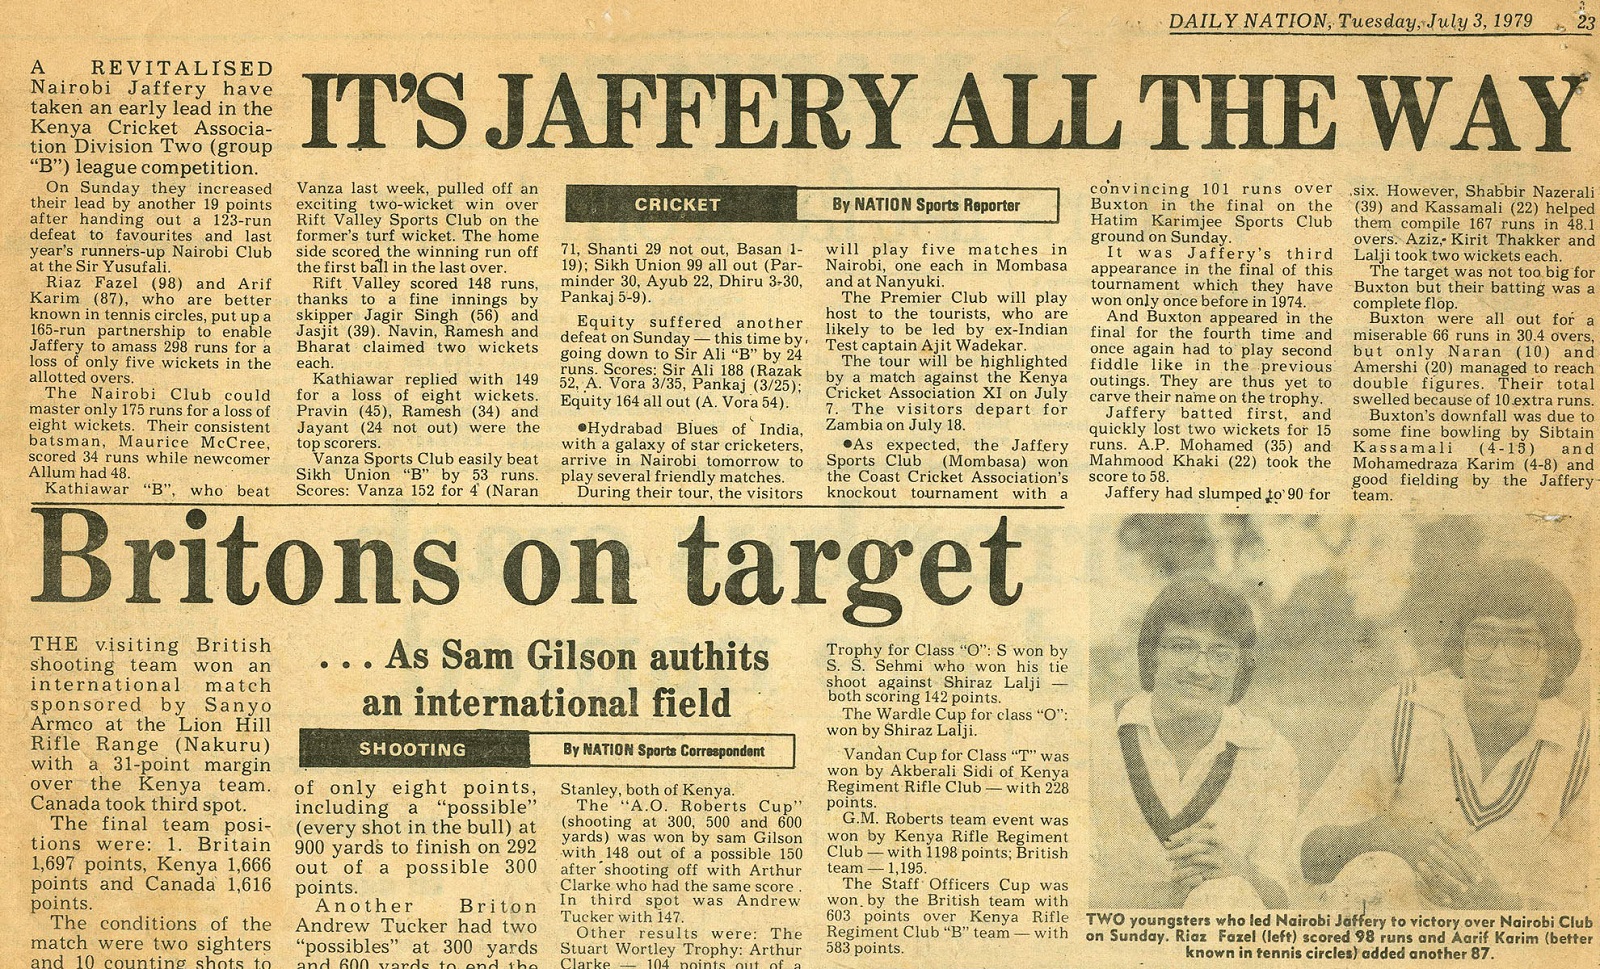 DAILY NATION, Tuesday, July 3, 1979 23
IT'S JAFFERY ALL THE WAY
A REVITALISED
Nairobi Jaffery have
taken an early lead in the
Kenya Cricket Associa-
tion Division Two (group
“B”) league competition.
On Sunday they increased
their lead by another 19 points
after handing out a 123-run
defeat to favourites and last
year's runners-up Nairobi Club
at the Sir Yusufali.
Riaz Fazel (98) and Arif
Karim (87), who are better
known in tennis circles, put up a
165-run partnership to enable
Jaffery to amass 298 runs for a
loss of only five wickets in the
allotted overs.
The Nairobi Club could
master only 175 runs for a loss of
eight wickets. Their consistent
batsman, Maurice McCree,
scored 34 runs while newcomer
Allum had 48.
Kathiawar “B”, who beat
Vanza last week, pulled off an
exciting two-wicket win over
Rift Valley Sports Club on the
former's turf wicket. The home
side scored the winning run off
the first ball in the last over.
Rift Valley scored 148 runs,
thanks to a fine innings by
skipper Jagir Singh (56) and
Jasjit (39). Navin, Ramesh and
Bharat claimed two wickets
each.
Kathiawar replied with 149
for a loss of eight wickets.
Pravin (45), Ramesh (34) and
Jayant (24 not out) were the
top scorers.
Vanza Sports Club easily beat
Sikh Union “B” by 53 runs.
Scores: Vanza 152 for 4 (Naran
CRICKET By NATION Sports Reporter
71, Shanti 29 not out, Basan 1-
19); Sikh Union 99 all out (Par-
minder 30, Ayub 22, Dhiru 3-30,
Pankaj 5-9).
Equity suffered another
defeat on Sunday — this time by
going down to Sir Ali “B” by 24
runs. Scores: Sir Ali 188 (Razak
52, A. Vora 3/35, Pankaj (3/25);
Equity 164 all out (A. Vora 54).
●Hydrabad Blues of India,
with a galaxy of star cricketers,
arrive in Nairobi tomorrow to
play several friendly matches.
During their tour, the visitors
will play five matches in
Nairobi, one each in Mombasa
and at Nanyuki.
The Premier Club will play
host to the tourists, who are
likely to be led by ex-Indian
Test captain Ajit Wadekar.
The tour will be highlighted
by a match against the Kenya
Cricket Association XI on July
7. The visitors depart for
Zambia on July 18.
●As expected, the Jaffery
Sports Club (Mombasa) won
the Coast Cricket Association's
knockout tournament with a
convincing 101 runs over
Buxton in the final on the
Hatim Karimjee Sports Club
ground on Sunday.
It was Jaffery's third
appearance in the final of this
tournament which they have
won only once before in 1974.
And Buxton appeared in the
final for the fourth time and
once again had to play second
fiddle like in the previous
outings. They are thus yet to
carve their name on the trophy.
Jaffery batted first, and
quickly lost two wickets for 15
runs. A.P. Mohamed (35) and
Mahmood Khaki (22) took the
score to 58.
Jaffery had slumped to 90 for
six. However, Shabbir Nazerali
(39) and Kassamali (22) helped
them compile 167 runs in 48.1
overs. Aziz, Kirit Thakker and
Lalji took two wickets each.
The target was not too big for
Buxton but their batting was a
complete flop.
Buxton were all out for a
miserable 66 runs in 30.4 overs,
but only Naran (10) and
Amershi (20) managed to reach
double figures. Their total
swelled because of 10 extra runs.
Buxton's downfall was due to
some fine bowling by Sibtain
Kassamali (4-15) and
Mohamedraza Karim (4-8) and
good fielding by the Jaffery
team.
Britons on target
... As Sam Gilson authits
an international field
THE visiting British
shooting team won an
international match
sponsored by Sanyo
Armco at the Lion Hill
Rifle Range (Nakuru)
with a 31-point margin
over the Kenya team.
Canada took third spot.
The final team posi-
tions were: 1. Britain
1,697 points, Kenya 1,666
points and Canada 1,616
points.
The conditions of the
match were two sighters
and 10 counting shots to
SHOOTING By NATION Sports Correspondent
of only eight points,
including a “possible”
(every shot in the bull) at
900 yards to finish on 292
out of a possible 300
points.
Another Briton
Andrew Tucker had two
“possibles” at 300 yards
and 600 yards to end the
Stanley, both of Kenya.
The “A.O. Roberts Cup”
(shooting at 300, 500 and 600
yards) was won by sam Gilson
with 148 out of a possible 150
after shooting off with Arthur
Clarke who had the same score.
In third spot was Andrew
Tucker with 147.
Other results were: The
Stuart Wortley Trophy: Arthur
Clarke — 104 points out of a
Trophy for Class “O”: S won by
S. S. Sehmi who won his tie
shoot against Shiraz Lalji —
both scoring 142 points.
The Wardle Cup for class “O”:
won by Shiraz Lalji.
Vandan Cup for Class “T” was
won by Akberali Sidi of Kenya
Regiment Rifle Club — with 228
points.
G.M. Roberts team event was
won by Kenya Rifle Regiment
Club — with 1198 points; British
team — 1,195.
The Staff Officers Cup was
won by the British team with
603 points over Kenya Rifle
Regiment Club “B” team — with
583 points.
TWO youngsters who led Nairobi Jaffery to victory over Nairobi Club
on Sunday. Riaz Fazel (left) scored 98 runs and Aarif Karim (better
known in tennis circles) added another 87.